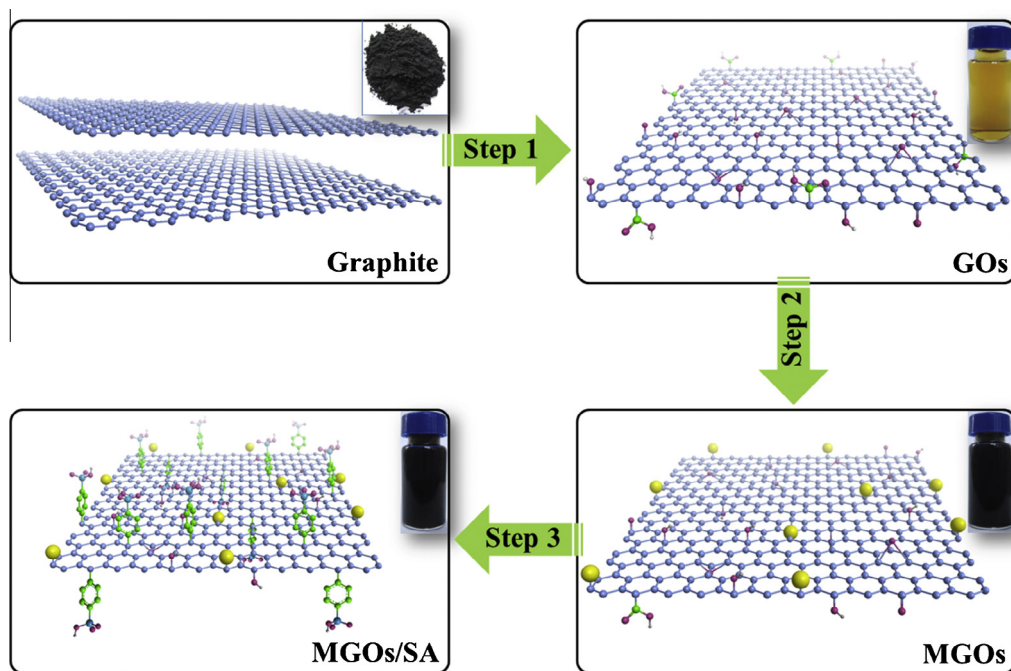 Graphite
Step 1
GOs
Step 2
MGOs
Step 3
MGOs/SA